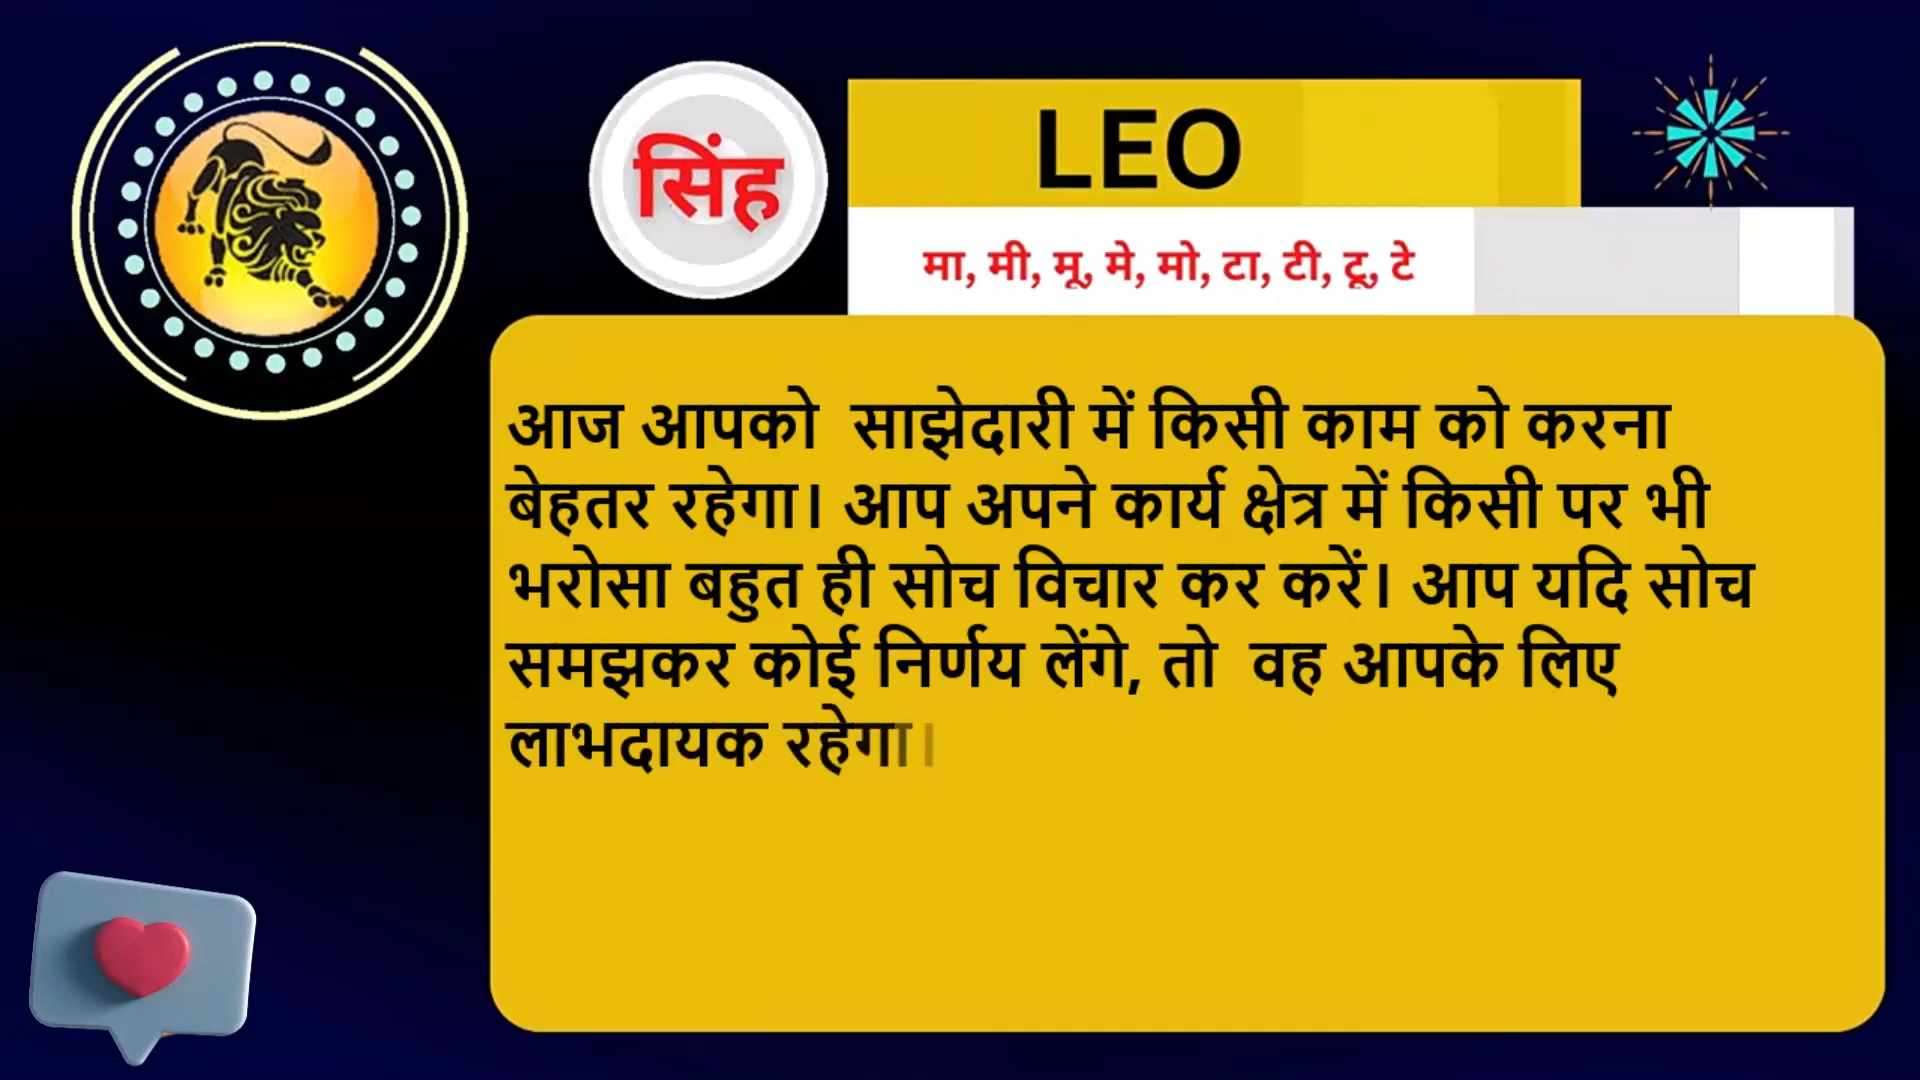 सिंह
LEO
मा, मी, मू, मे, मो, टा, टी, टू, टे
आज आपको  साझेदारी में किसी काम को करना
बेहतर रहेगा। आप अपने कार्य क्षेत्र में किसी पर भी
भरोसा बहुत ही सोच विचार कर करें। आप यदि सोच
समझकर कोई निर्णय लेंगे, तो  वह आपके लिए
लाभदायक रहेगा।